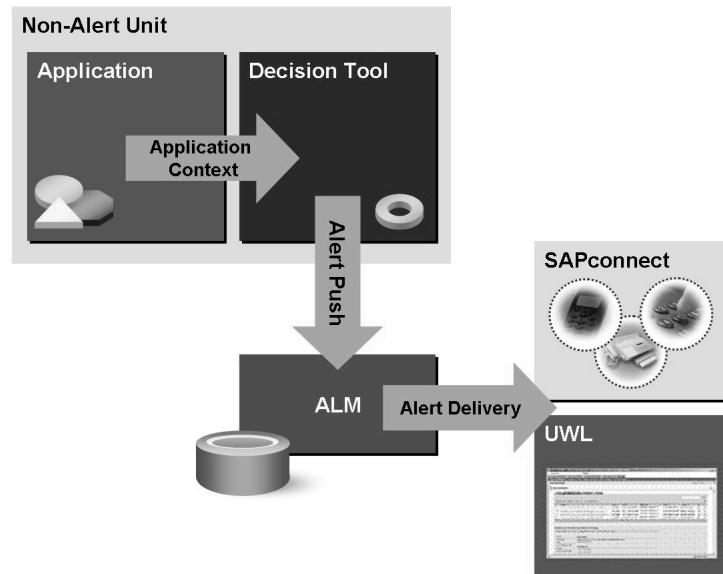 Non-Alert Unit
Application
Decision Tool
Application
Context
Alert Push
SAPconnect
ALM
Alert Delivery
UWL